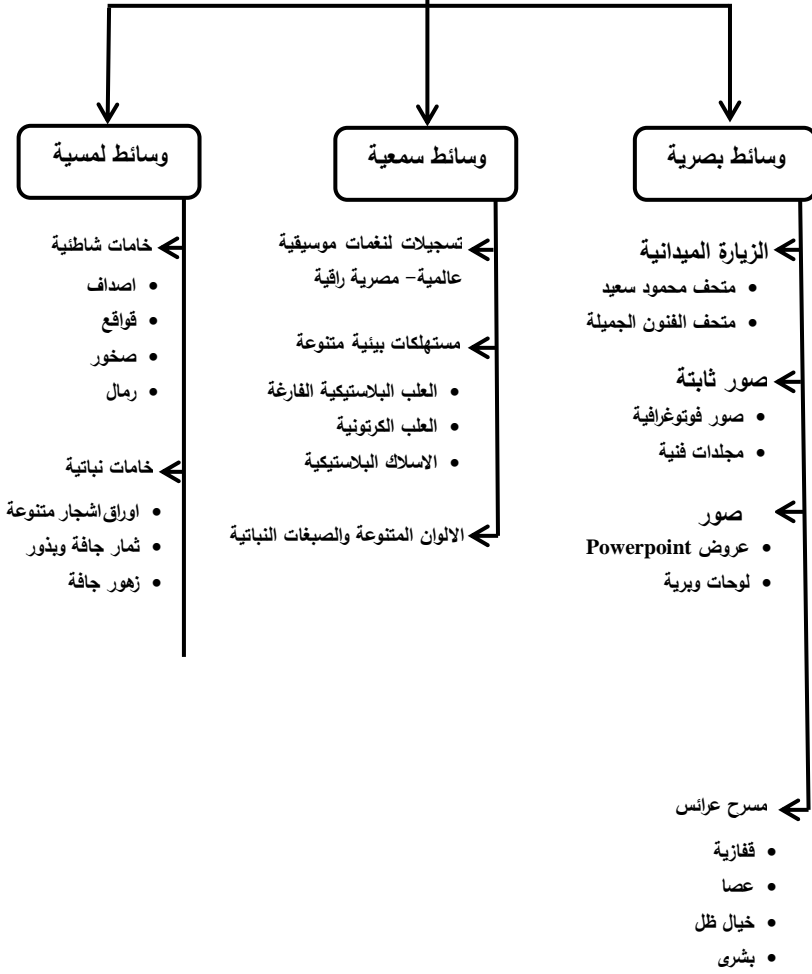 وسائط بصرية
الزيارة الميدانية
• متحف محمود سعيد
• متحف الفنون الجميلة
صور ثابتة
• صور فوتوغرافية
• مجلدات فنية
صور
• عروض Powerpoint
• لوحات وبرية
مسرح عرائس
• قفازية
• عصا
• خيال ظل
• بشرى
وسائط سمعية
تسجيلات لنغمات موسيقية
عالمية– مصرية راقية
مستهلكات بيئية متنوعة
• العلب البلاستيكية الفارغة
• العلب الكرتونية
• الاسلاك البلاستيكية
الالوان المتنوعة والصبغات النباتية
وسائط لمسية
خامات شاطئية
• اصداف
• قواقع
• صخور
• رمال
خامات نباتية
• اوراق اشجار متنوعة
• ثمار جافة وبذور
• زهور جافة